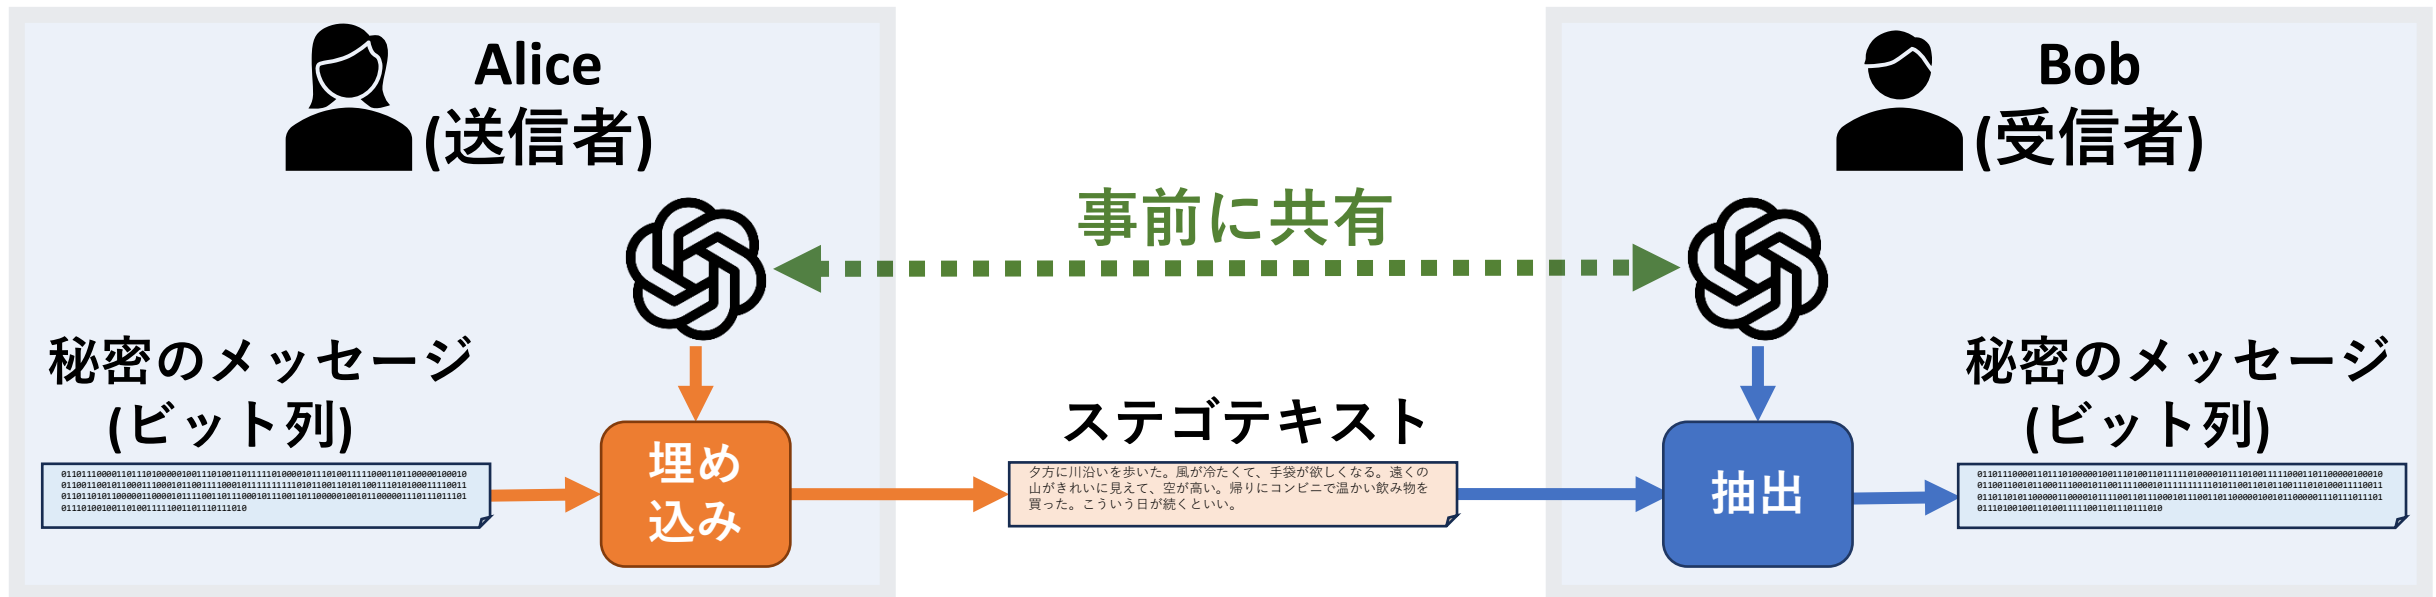 Alice
(送信者)
Bob
(受信者)
事前に共有
秘密のメッセージ
(ビット列)
埋め
込み
ステゴテキスト
夕方に川沿いを歩いた。風が冷たくて、手袋が欲しくなる。遠くの
山がきれいに見えて、空が高い。帰りにコンビニで温かい飲み物を
買った。こういう日が続くといい。
抽出
秘密のメッセージ
(ビット列)